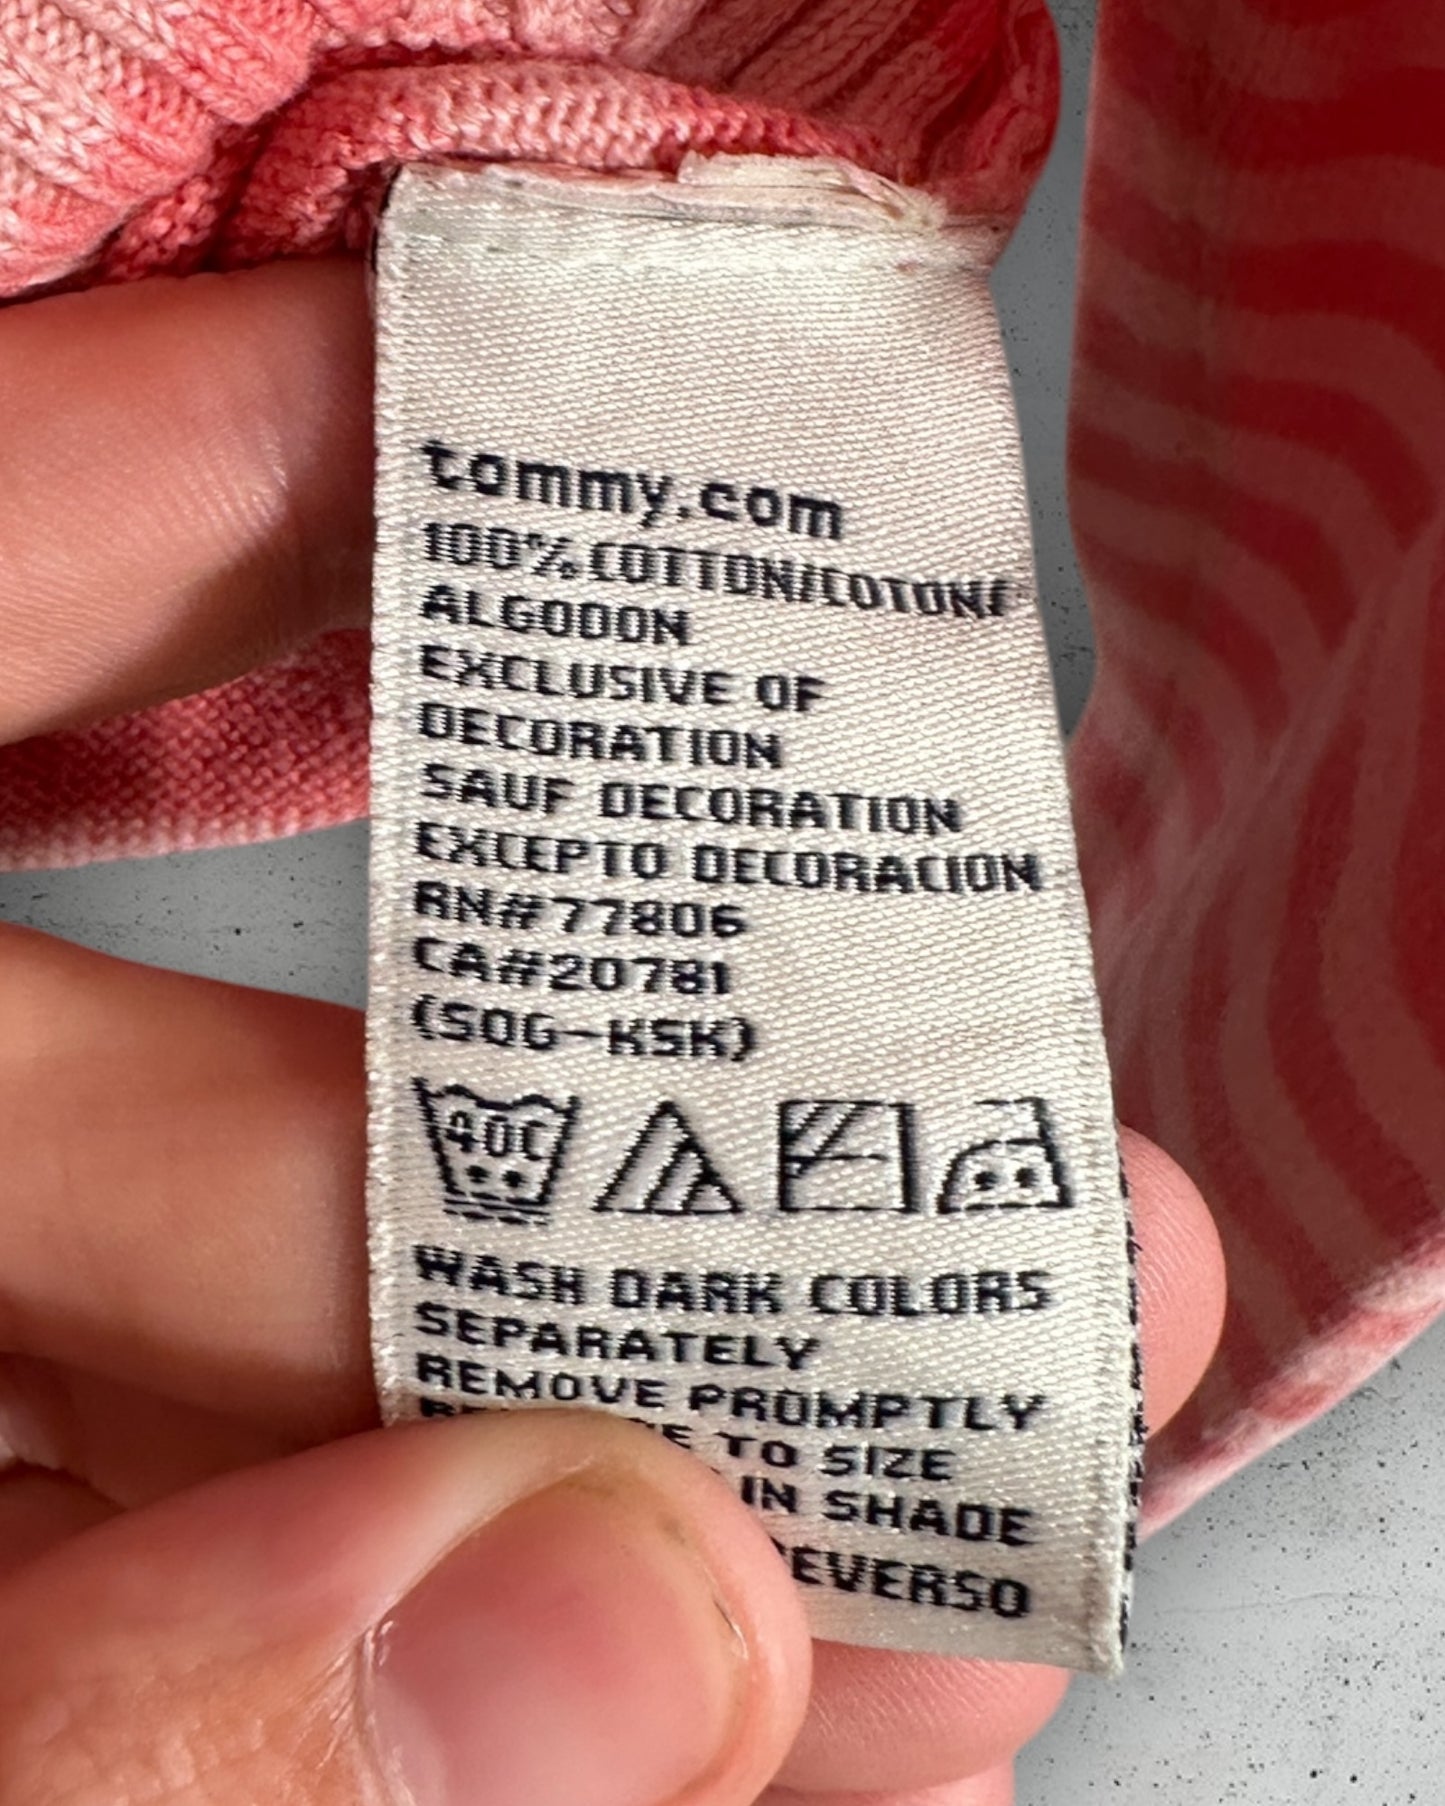 tommy.com
100% COTTON/COTON/
ALGODON
EXCLUSIVE OF
DECORATION
SAUF DECORATION
EXCEPTO DECORACION
RN#77806
CA#20781
(SOG-KSK)
40C
WASH DARK COLORS
SEPARATELY
REMOVE PROMPTLY
TO SIZE
IN SHADE